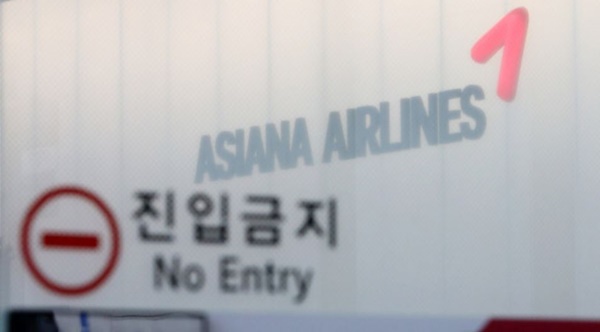 ASIANA AIRLINES
진입금지
No Entry